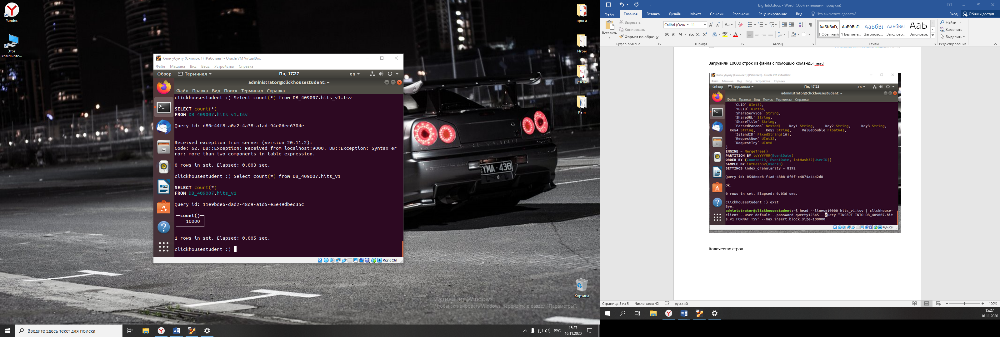 Yandex
Этот
компьюте...
проги
Игры
учеба
Катя
Корзина
Клон убунту (Снимок 1) [Работает] - Oracle VM VirtualBox
Файл Машина Вид Ввод Устройства Справка
Обзор Терминал Пн, 17:27 en
administrator@clickhousestudent: ~
Файл Правка Вид Поиск Терминал Справка
clickhousestudent :) Select count(*) from DB_409007.hits_v1.tsv
SELECT count(*)
FROM DB_409007.hits_v1.tsv
Query id: d80c44f8-a0a2-4a38-a1ad-94e06ec6704e
Received exception from server (version 20.11.2):
Code: 62. DB::Exception: Received from localhost:9000. DB::Exception: Syntax er
ror: more than two components in table expression.
0 rows in set. Elapsed: 0.003 sec.
clickhousestudent :) Select count(*) from DB_409007.hits_v1
SELECT count(*)
FROM DB_409007.hits_v1
Query id: 11e9bde6-dad2-48c9-a1d5-e5e49dbec35c
count()
10000
1 rows in set. Elapsed: 0.005 sec.
clickhousestudent :)
Right Ctrl
YMA-438
Активация Windows
Чтобы активировать Windows, перейдите в раздел "Параметры".
Введите здесь текст для поиска
РУС
15:27
16.11.2020
Big_lab3.docx - Word (Сбой активации продукта)
Файл Главная Вставка Дизайн Макет Ссылки Рассылки Рецензирование Вид Что вы хотите сделать? Вход Общий доступ
Вставить
Вырезать
Копировать
Формат по образцу
Буфер обмена
Calibri (Осно 11
Ж К Ч abc x₂ x²
Шрифт
Абзац
АаБбВвГг, АаБбВвГг, АаБбВı АаБбВвГ АаЬ
¶ Обычный ¶ Без инте... Заголово... Заголово... Заголовок
Стили
Найти
Заменить
Выделить
Редактирование
Загрузили 10000 строк из файла с помощью команды head
Клон убунту (Снимок 1) [Работает] - Oracle VM VirtualBox
Файл Машина Вид Ввод Устройства Справка
Обзор Терминал Пн, 17:23 en
administrator@clickhousestudent: ~
Файл Правка Вид Поиск Терминал Справка
`CLID` UInt32,
`YCLID` UInt64,
`ShareService` String,
`ShareURL` String,
`ShareTitle` String,
`ParsedParams` Nested( Key1 String, Key2 String, Key3 String,
Key4 String, Key5 String, ValueDouble Float64),
`IslandID` FixedString(16),
`RequestNum` UInt32,
`RequestTry` UInt8
)
ENGINE = MergeTree()
PARTITION BY toYYYYMM(EventDate)
ORDER BY (CounterID, EventDate, intHash32(UserID))
SAMPLE BY intHash32(UserID)
SETTINGS index_granularity = 8192
Query id: 0548ece8-f1ad-48b8-8f0f-c4874a4442d8
Ok.
0 rows in set. Elapsed: 0.036 sec.
clickhousestudent :) exit
Bye.
administrator@clickhousestudent:~$ head --lines=10000 hits_v1.tsv | clickhouse-
client --user default --password qwerty12345 --query "INSERT INTO DB_409007.hit
s_v1 FORMAT TSV" --max_insert_block_size=100000
Right Ctrl
Количество строк
Страница 5 из 5 Число слов: 42 русский 100%
15:27
16.11.2020